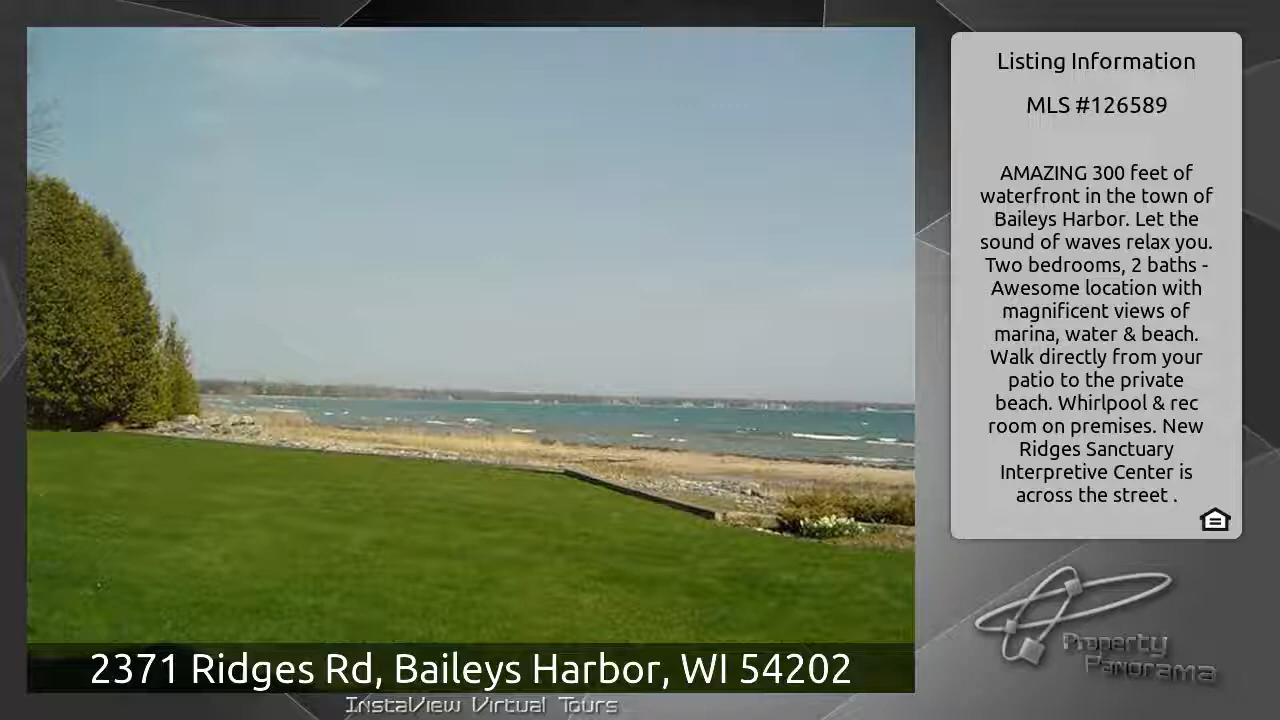 Listing Information
MLS #126589
AMAZING 300 feet of
waterfront in the town of
Baileys Harbor. Let the
sound of waves relax you.
Two bedrooms, 2 baths -
Awesome location with
magnificent views of
marina, water & beach.
Walk directly from your
patio to the private
beach. Whirlpool & rec
room on premises. New
Ridges Sanctuary
Interpretive Center is
across the street .
Property
Panorama
2371 Ridges Rd, Baileys Harbor, WI 54202
InstaView Virtual Tours